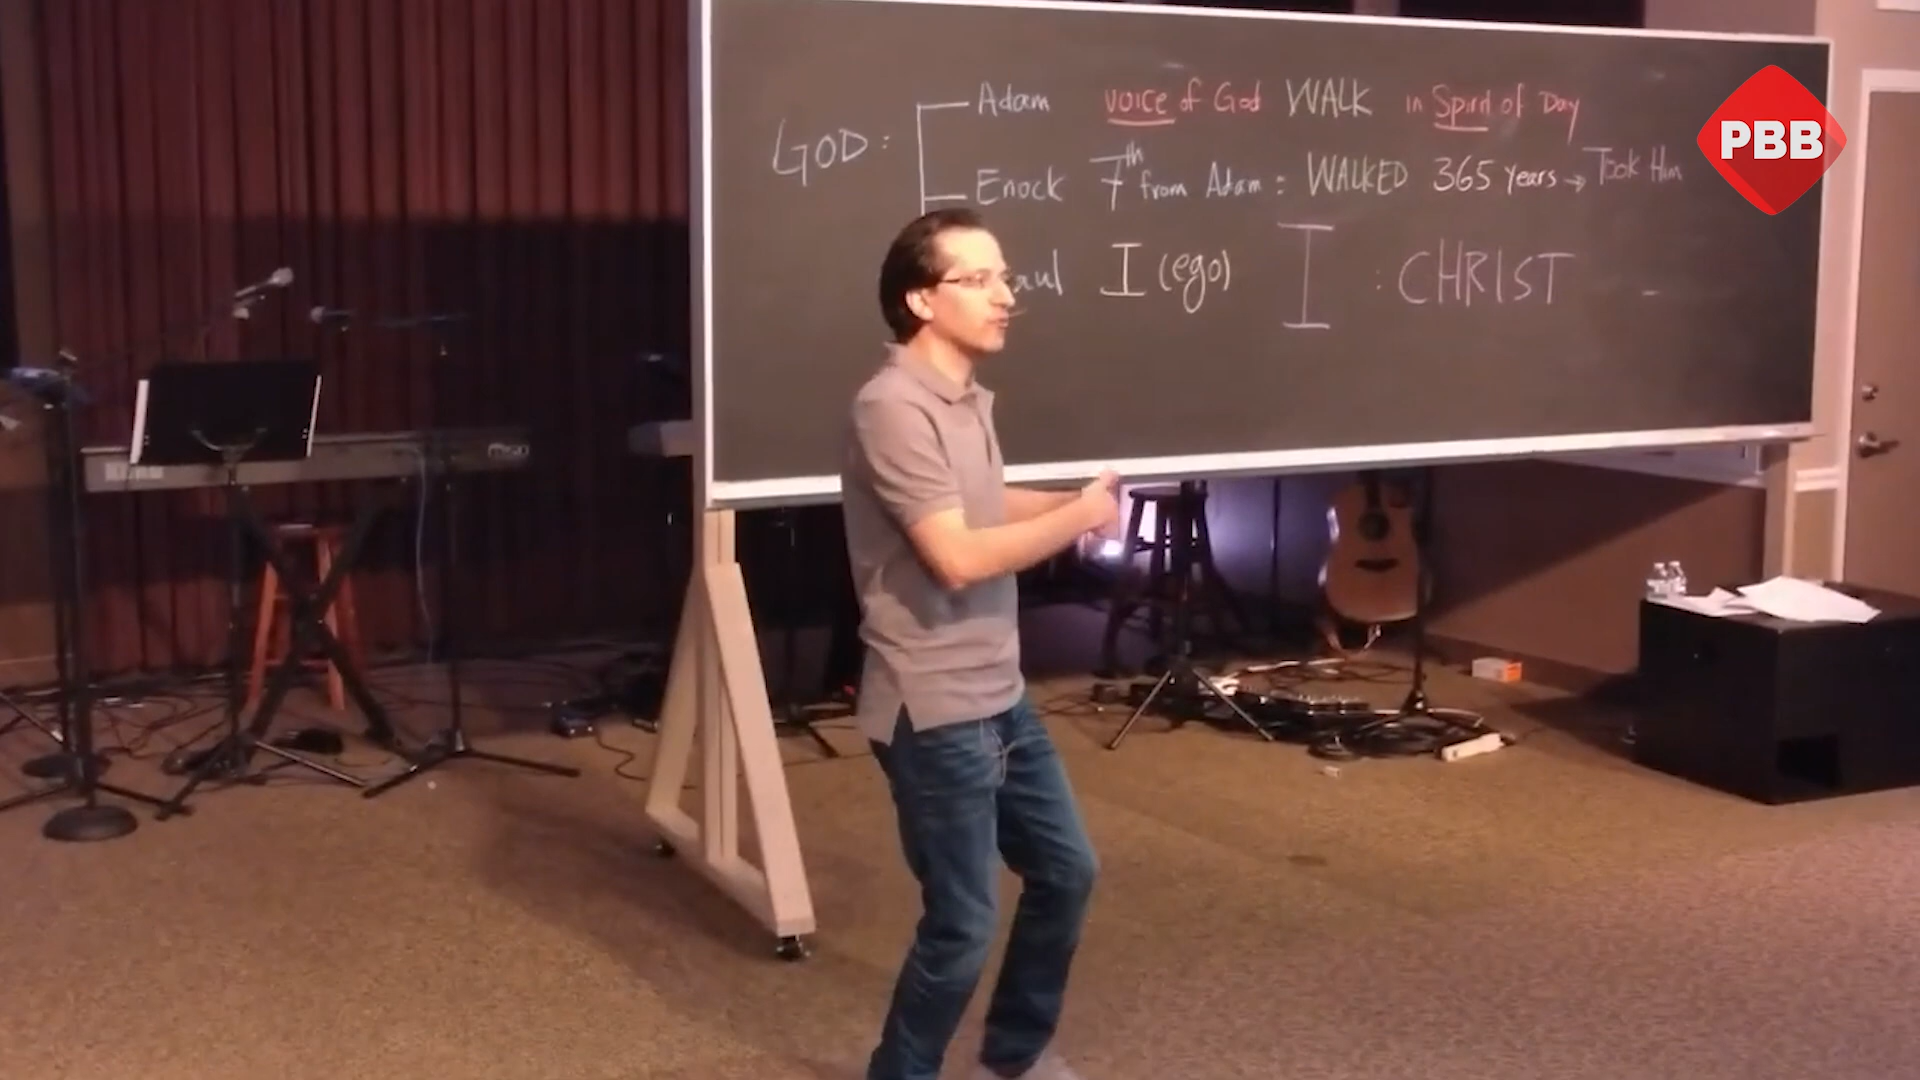 GOD:
Adam voice of God WALK in Spirit of Day
Enock 7th from Adam: WALKED 365 years → Took Him
aul I (ego) I : CHRIST
PBB